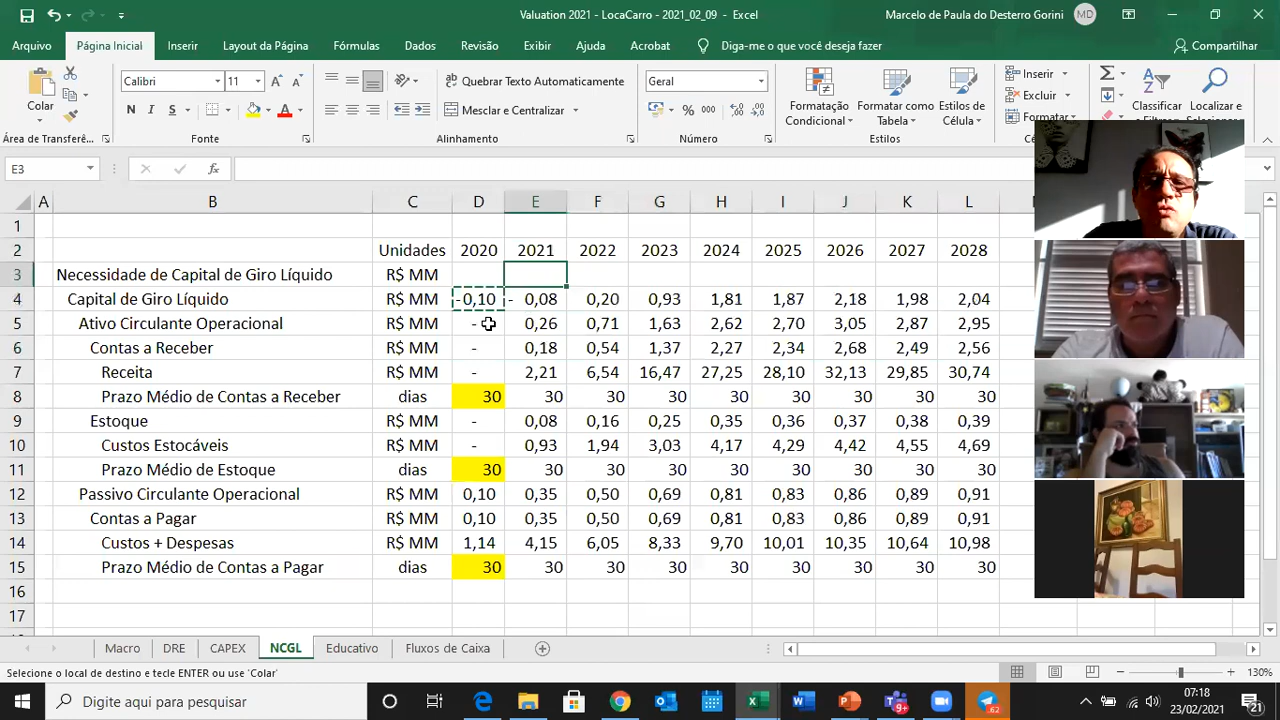 Valuation 2021 - LocaCarro - 2021_02_09 - Excel
Marcelo de Paula do Desterro Gorini MD
Arquivo Página Inicial Inserir Layout da Página Fórmulas Dados Revisão Exibir Ajuda Acrobat Diga-me o que você deseja fazer Compartilhar
Colar
Calibri 11
N I S
Quebrar Texto Automaticamente
Mesclar e Centralizar
Geral
% 000
Formatação Condicional
Formatar como Tabela
Estilos de Célula
Inserir
Excluir
Formatar
Classificar e Filtrar
Localizar e Selecionar
Área de Transferê... Fonte Alinhamento Número Estilos
E3 fx
A B C D E F G H I J K L
1
2 Unidades 2020 2021 2022 2023 2024 2025 2026 2027 2028
3 Necessidade de Capital de Giro Líquido R$ MM
4 Capital de Giro Líquido R$ MM -0,10 - 0,08 0,20 0,93 1,81 1,87 2,18 1,98 2,04
5 Ativo Circulante Operacional R$ MM - 0,26 0,71 1,63 2,62 2,70 3,05 2,87 2,95
6 Contas a Receber R$ MM - 0,18 0,54 1,37 2,27 2,34 2,68 2,49 2,56
7 Receita R$ MM - 2,21 6,54 16,47 27,25 28,10 32,13 29,85 30,74
8 Prazo Médio de Contas a Receber dias 30 30 30 30 30 30 30 30 30
9 Estoque R$ MM - 0,08 0,16 0,25 0,35 0,36 0,37 0,38 0,39
10 Custos Estocáveis R$ MM - 0,93 1,94 3,03 4,17 4,29 4,42 4,55 4,69
11 Prazo Médio de Estoque dias 30 30 30 30 30 30 30 30 30
12 Passivo Circulante Operacional R$ MM 0,10 0,35 0,50 0,69 0,81 0,83 0,86 0,89 0,91
13 Contas a Pagar R$ MM 0,10 0,35 0,50 0,69 0,81 0,83 0,86 0,89 0,91
14 Custos + Despesas R$ MM 1,14 4,15 6,05 8,33 9,70 10,01 10,35 10,64 10,98
15 Prazo Médio de Contas a Pagar dias 30 30 30 30 30 30 30 30 30
16
17
Macro DRE CAPEX NCGL Educativo Fluxos de Caixa
Selecione o local de destino e tecle ENTER ou use 'Colar'
130%
Digite aqui para pesquisar
07:18
23/02/2021